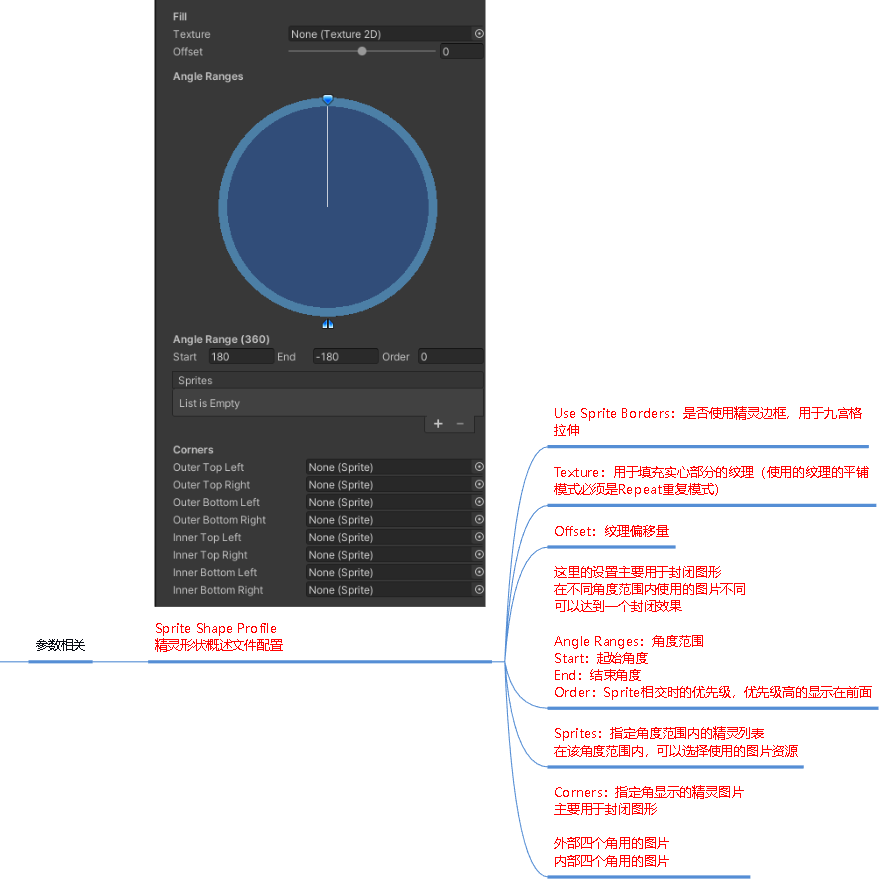 Fill
Texture None (Texture 2D)
Offset 0
Angle Ranges
Angle Range (360)
Start 180 End -180 Order 0
Sprites
List is Empty
+ −
Corners
Outer Top Left None (Sprite)
Outer Top Right None (Sprite)
Outer Bottom Left None (Sprite)
Outer Bottom Right None (Sprite)
Inner Top Left None (Sprite)
Inner Top Right None (Sprite)
Inner Bottom Left None (Sprite)
Inner Bottom Right None (Sprite)
参数相关
Sprite Shape Profile
精灵形状概述文件配置
Use Sprite Borders：是否使用精灵边框，用于九宫格
拉伸
Texture：用于填充实心部分的纹理（使用的纹理的平铺
模式必须是Repeat重复模式）
Offset：纹理偏移量
这里的设置主要用于封闭图形
在不同角度范围内使用的图片不同
可以达到一个封闭效果
Angle Ranges：角度范围
Start：起始角度
End：结束角度
Order：Sprite相交时的优先级，优先级高的显示在前面
Sprites：指定角度范围内的精灵列表
在该角度范围内，可以选择使用的图片资源
Corners：指定角显示的精灵图片
主要用于封闭图形
外部四个角用的图片
内部四个角用的图片